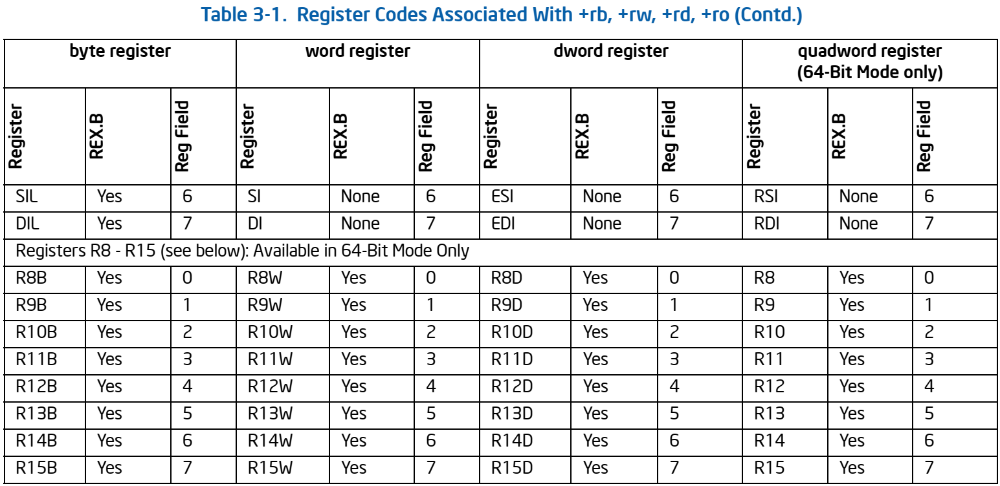 Table 3-1. Register Codes Associated With +rb, +rw, +rd, +ro (Contd.)
byte register word register dword register quadword register
(64-Bit Mode only)
Register REX.B Reg Field Register REX.B Reg Field Register REX.B Reg Field Register REX.B Reg Field
SIL Yes 6 SI None 6 ESI None 6 RSI None 6
DIL Yes 7 DI None 7 EDI None 7 RDI None 7
Registers R8 - R15 (see below): Available in 64-Bit Mode Only
R8B Yes 0 R8W Yes 0 R8D Yes 0 R8 Yes 0
R9B Yes 1 R9W Yes 1 R9D Yes 1 R9 Yes 1
R10B Yes 2 R10W Yes 2 R10D Yes 2 R10 Yes 2
R11B Yes 3 R11W Yes 3 R11D Yes 3 R11 Yes 3
R12B Yes 4 R12W Yes 4 R12D Yes 4 R12 Yes 4
R13B Yes 5 R13W Yes 5 R13D Yes 5 R13 Yes 5
R14B Yes 6 R14W Yes 6 R14D Yes 6 R14 Yes 6
R15B Yes 7 R15W Yes 7 R15D Yes 7 R15 Yes 7